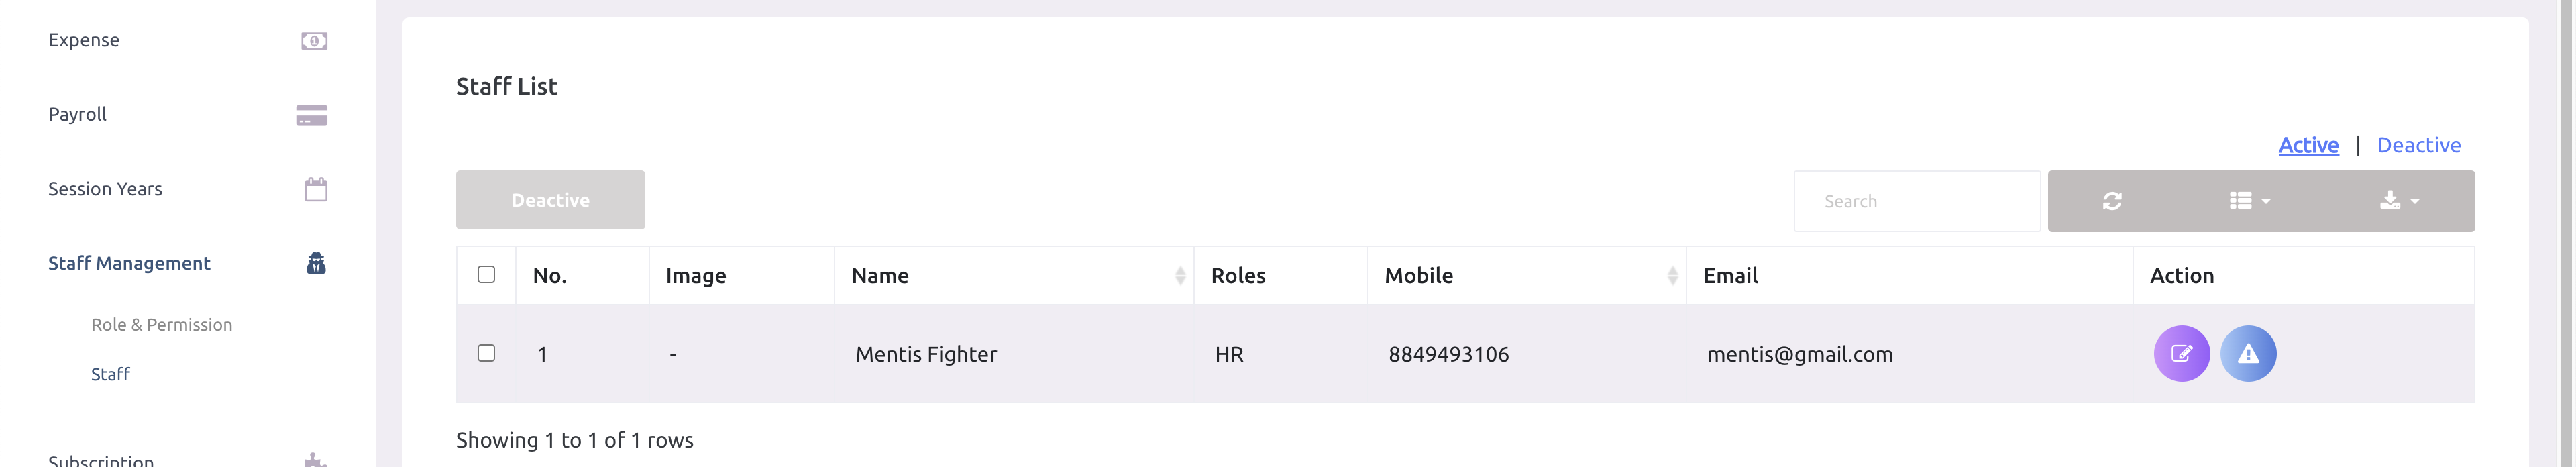 Expense
Payroll
Session Years
Staff Management
Role & Permission
Staff
Subscription
Staff List
Active | Deactive
Deactive
Search
No. Image Name Roles Mobile Email Action
1 - Mentis Fighter HR 8849493106 mentis@gmail.com
Showing 1 to 1 of 1 rows